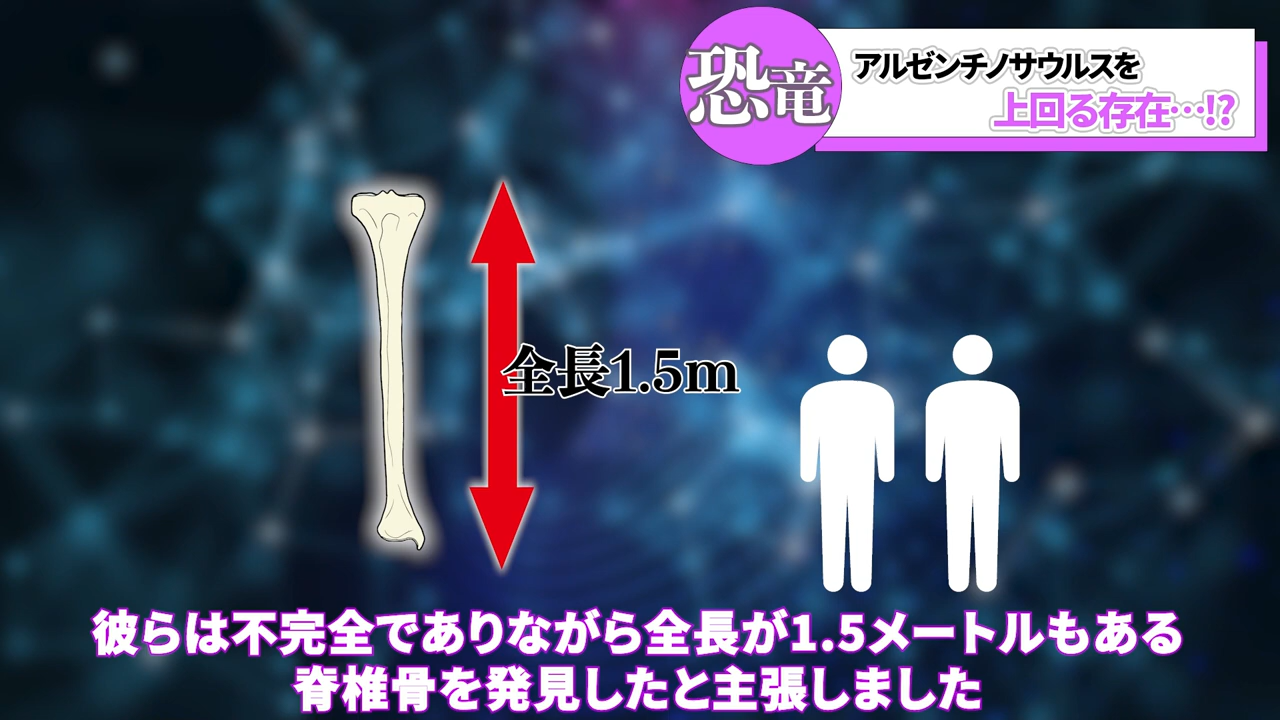 恐竜
アルゼンチノサウルスを
上回る存在…!?
全長1.5m
彼らは不完全でありながら全長が1.5メートルもある
脊椎骨を発見したと主張しました